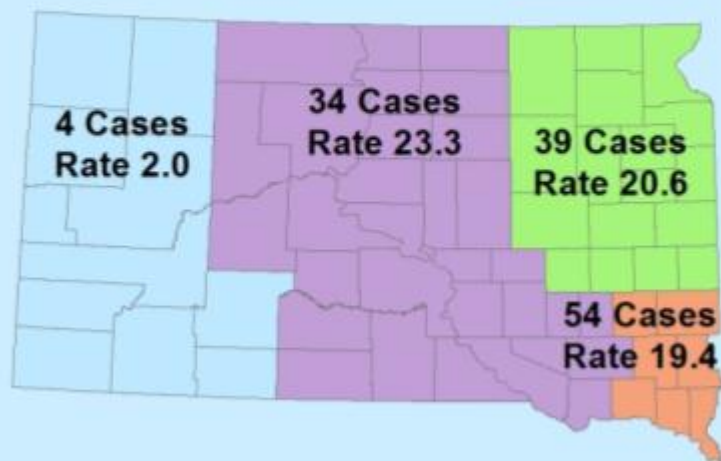 4 Cases
Rate 2.0
34 Cases
Rate 23.3
39 Cases
Rate 20.6
54 Cases
Rate 19.4